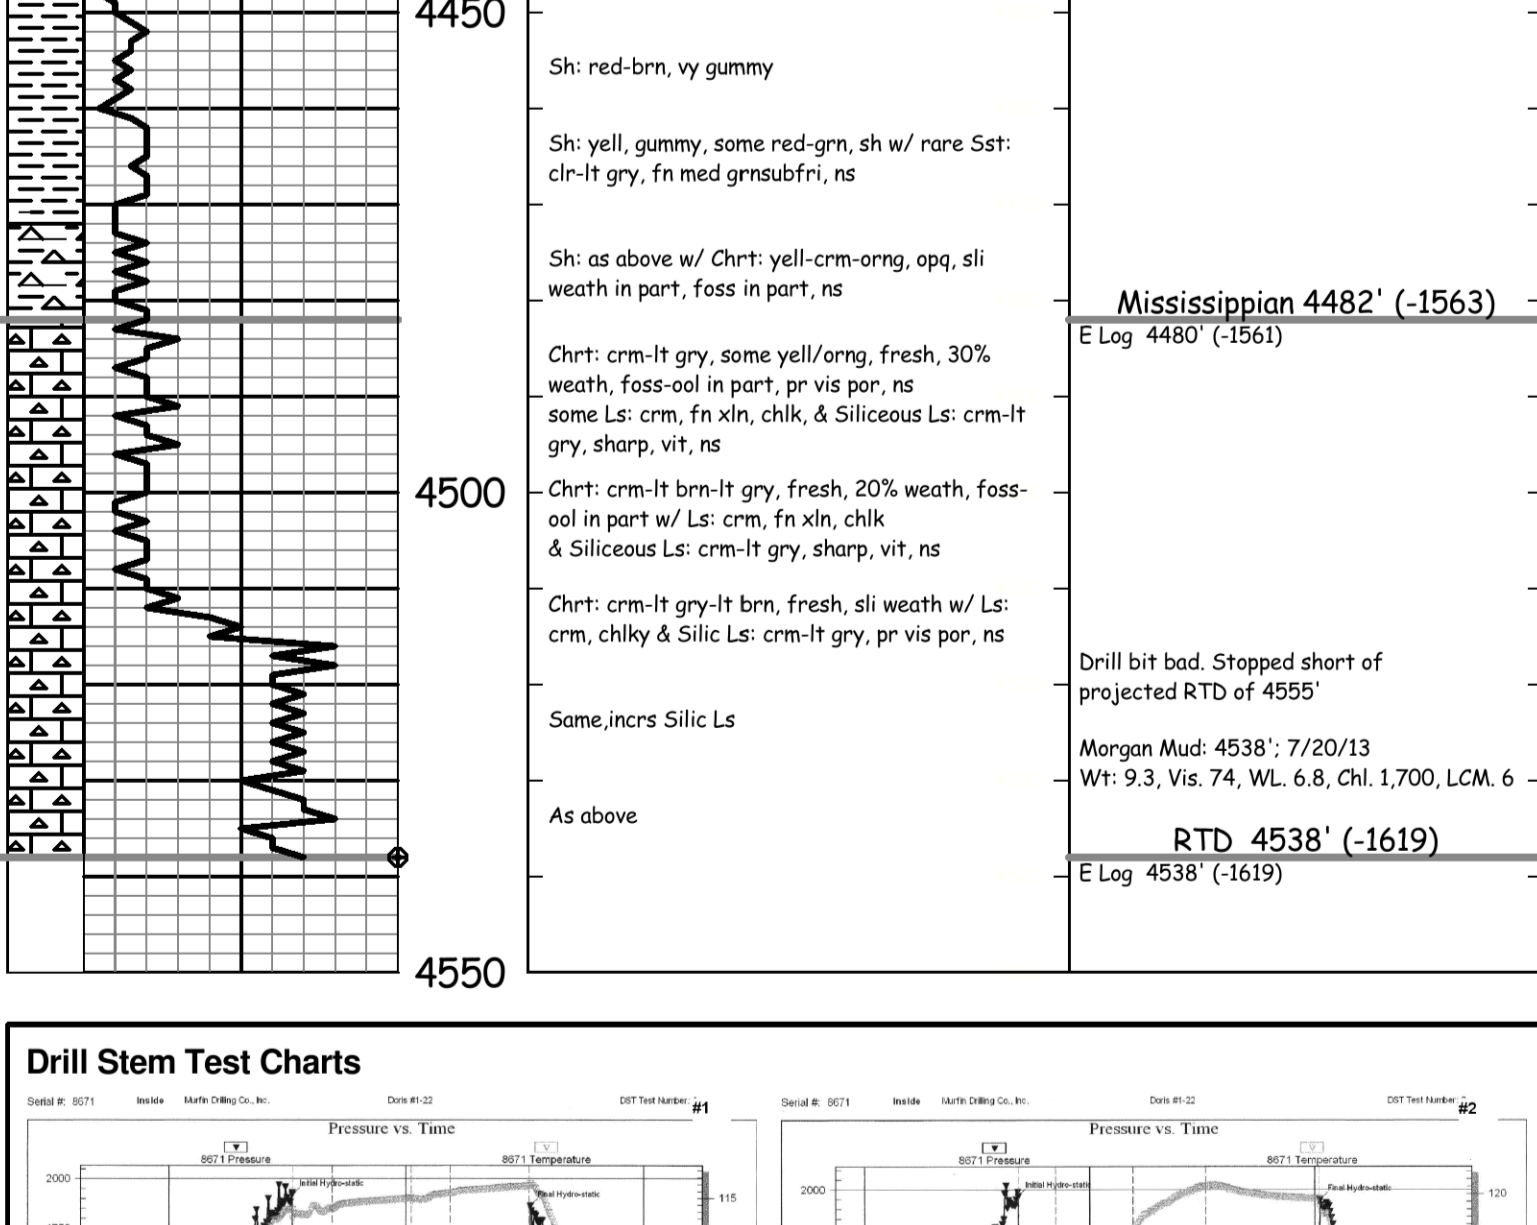 4450
Sh: red-brn, vy gummy
Sh: yell, gummy, some red-grn, sh w/ rare Sst:
clr-lt gry, fn med grnsubfri, ns
Sh: as above w/ Chrt: yell-crm-orng, opq, sli
weath in part, foss in part, ns
Mississippian 4482' (-1563)
E Log 4480' (-1561)
Chrt: crm-lt gry, some yell/orng, fresh, 30%
weath, foss-ool in part, pr vis por, ns
some Ls: crm, fn xln, chlk, & Siliceous Ls: crm-lt
gry, sharp, vit, ns
4500
Chrt: crm-lt brn-lt gry, fresh, 20% weath, foss-
ool in part w/ Ls: crm, fn xln, chlk
& Siliceous Ls: crm-lt gry, sharp, vit, ns
Chrt: crm-lt gry-lt brn, fresh, sli weath w/ Ls:
crm, chlky & Silic Ls: crm-lt gry, pr vis por, ns
Drill bit bad. Stopped short of
projected RTD of 4555'
Same,incrs Silic Ls
Morgan Mud: 4538'; 7/20/13
Wt: 9.3, Vis. 74, WL. 6.8, Chl. 1,700, LCM. 6
As above
RTD 4538' (-1619)
E Log 4538' (-1619)
4550
Drill Stem Test Charts
Serial #: 8671 Inside Murfin Drilling Co., Inc. Doris #1-22 DST Test Number: #1
Pressure vs. Time
8671 Pressure 8671 Temperature
2000
Initial Hydro-static
Final Hydro-static
115
Serial #: 8671 Inside Murfin Drilling Co., Inc. Doris #1-22 DST Test Number: #2
Pressure vs. Time
8671 Pressure 8671 Temperature
2000
Initial Hydro-static
Final Hydro-static
120